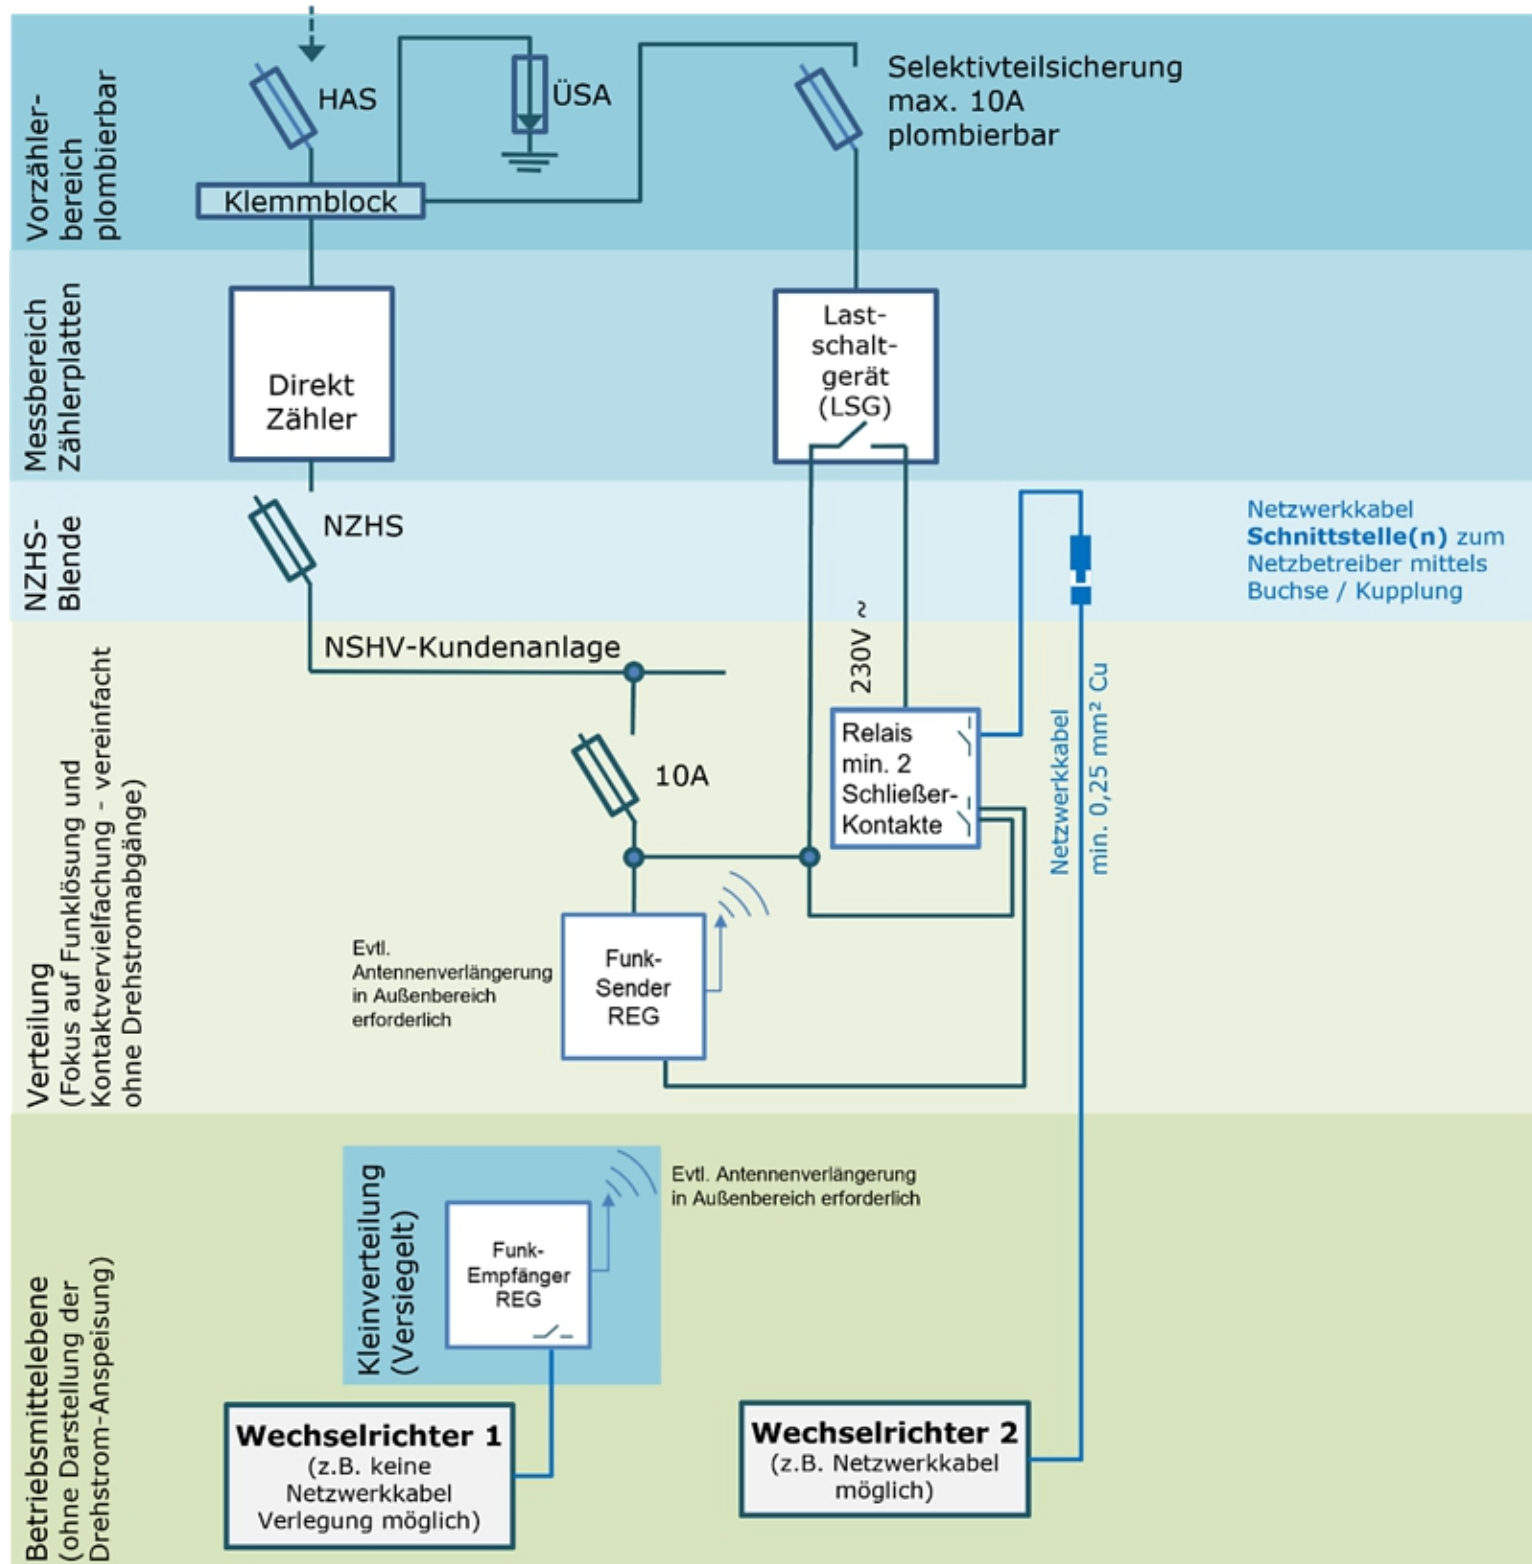 Vorzähler-
bereich
plombierbar
HAS
ÜSA
Selektivteilsicherung
max. 10A
plombierbar
Klemmblock
Messbereich
Zählerplatten
Direkt
Zähler
Last-
schalt-
gerät
(LSG)
NZHS-
Blende
NZHS
Netzwerkkabel
Schnittstelle(n) zum
Netzbetreiber mittels
Buchse / Kupplung
230V ~
Verteilung
(Fokus auf Funklösung und
Kontaktvervielfachung - vereinfacht
ohne Drehstromabgänge)
NSHV-Kundenanlage
10A
Relais
min. 2
Schließer-
Kontakte
Netzwerkkabel
min. 0,25 mm² Cu
Evtl.
Antennenverlängerung
in Außenbereich
erforderlich
Funk-
Sender
REG
Betriebsmittelebene
(ohne Darstellung der
Drehstrom-Anspeisung)
Kleinverteilung
(Versiegelt)
Funk-
Empfänger
REG
Evtl. Antennenverlängerung
in Außenbereich erforderlich
Wechselrichter 1
(z.B. keine
Netzwerkkabel
Verlegung möglich)
Wechselrichter 2
(z.B. Netzwerkkabel
möglich)